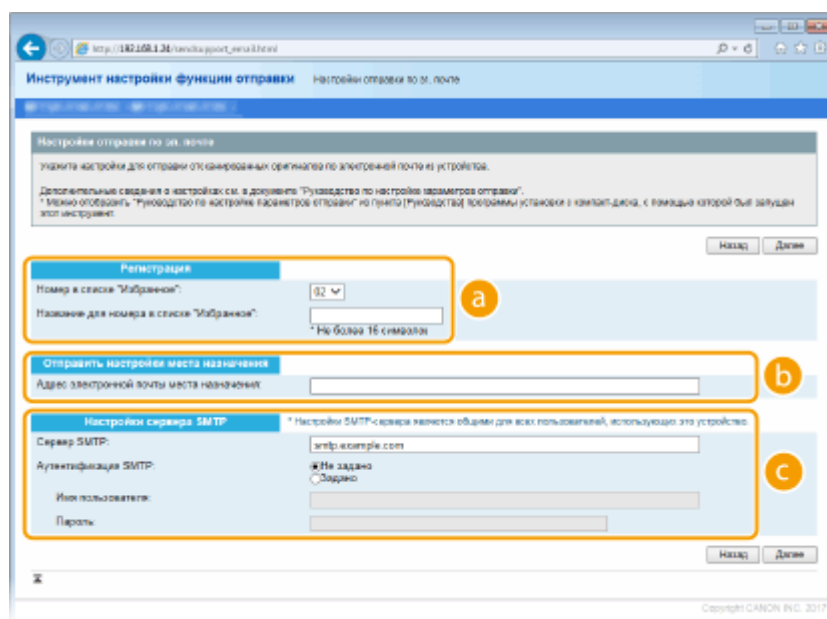 http://192.168.1.24/sendsupport_email.html
Инструмент настройки функции отправки Настройки отправки по эл. почте
Настройки отправки по эл. почте
Укажите настройки для отправки отсканированных оригиналов по электронной почте из устройства.
Дополнительные сведения о настройках см. в документе "Руководство по настройке параметров отправки".
* Можно отобразить "Руководство по настройке параметров отправки" из пункта [Руководства] программы установки с компакт-диска, с помощью которой был запущен
этот инструмент.
Назад Далее
Регистрация
Номер в списке "Избранное": 02
Название для номера в списке "Избранное":
* Не более 16 символов
a
Отправить настройки места назначения
Адрес электронной почты места назначения:
b
Настройки сервера SMTP * Настройки SMTP-сервера являются общими для всех пользователей, использующих это устройство.
Сервер SMTP: smtp.example.com
Аутентификация SMTP: Не задано
Задано
Имя пользователя:
Пароль:
c
Назад Далее
Copyright CANON INC. 2017